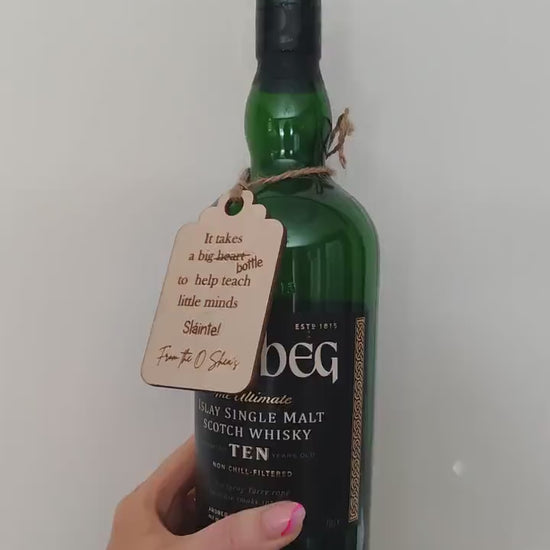 It takes
a big heart
bottle
to help teach
little minds
Sláinte!
From the O Shea's
ESTD 1815
BEG
The Ultimate
ISLAY SINGLE MALT
SCOTCH WHISKY
TEN YEARS OLD
NON CHILL-FILTERED